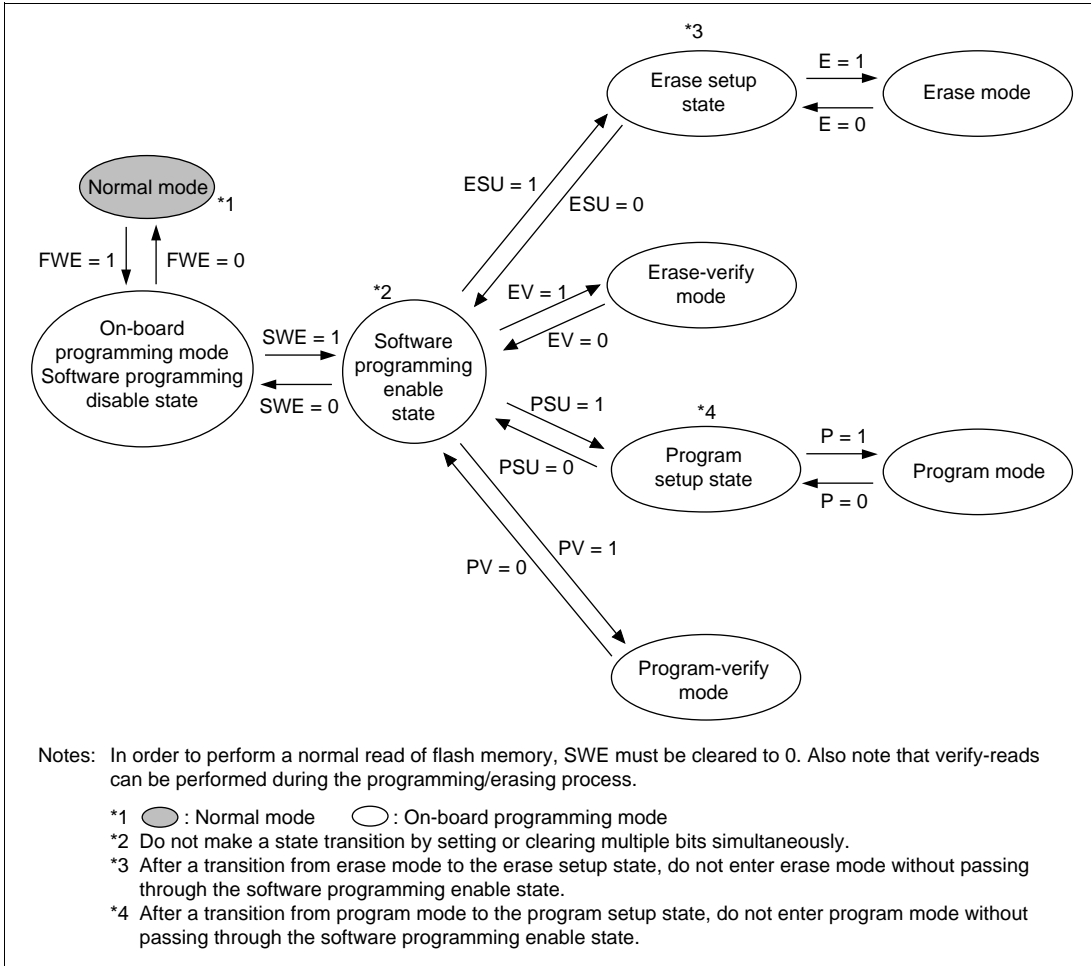 *3
Erase setup
state
E = 1
E = 0
Erase mode
Normal mode
*1
ESU = 1
ESU = 0
FWE = 1
FWE = 0
Erase-verify
mode
*2
EV = 1
EV = 0
On-board
programming mode
Software programming
disable state
SWE = 1
SWE = 0
Software
programming
enable
state
PSU = 1
PSU = 0
*4
Program
setup state
P = 1
P = 0
Program mode
PV = 1
PV = 0
Program-verify
mode
Notes: In order to perform a normal read of flash memory, SWE must be cleared to 0. Also note that verify-reads
can be performed during the programming/erasing process.
*1 : Normal mode : On-board programming mode
*2 Do not make a state transition by setting or clearing multiple bits simultaneously.
*3 After a transition from erase mode to the erase setup state, do not enter erase mode without passing
through the software programming enable state.
*4 After a transition from program mode to the program setup state, do not enter program mode without
passing through the software programming enable state.